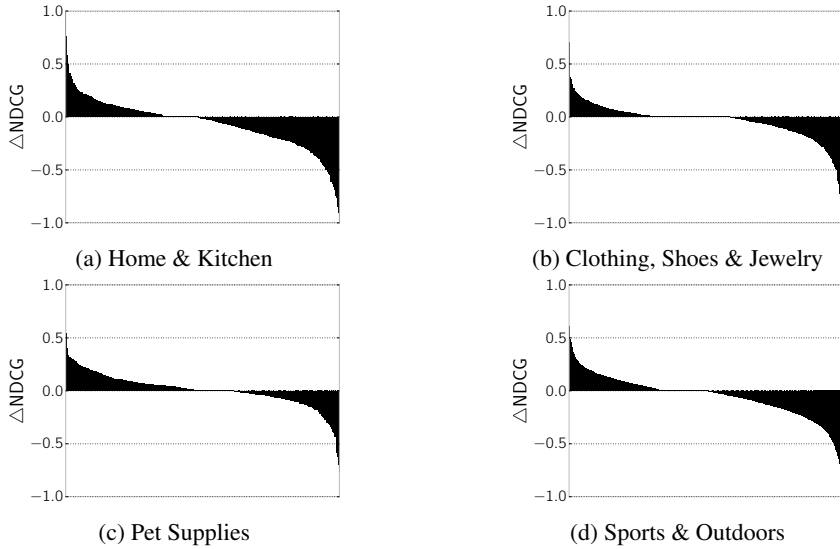 1.0
0.5
0.0
−0.5
−1.0
△NDCG
(a) Home & Kitchen
1.0
0.5
0.0
−0.5
−1.0
△NDCG
(b) Clothing, Shoes & Jewelry
1.0
0.5
0.0
−0.5
−1.0
△NDCG
(c) Pet Supplies
1.0
0.5
0.0
−0.5
−1.0
△NDCG
(d) Sports & Outdoors